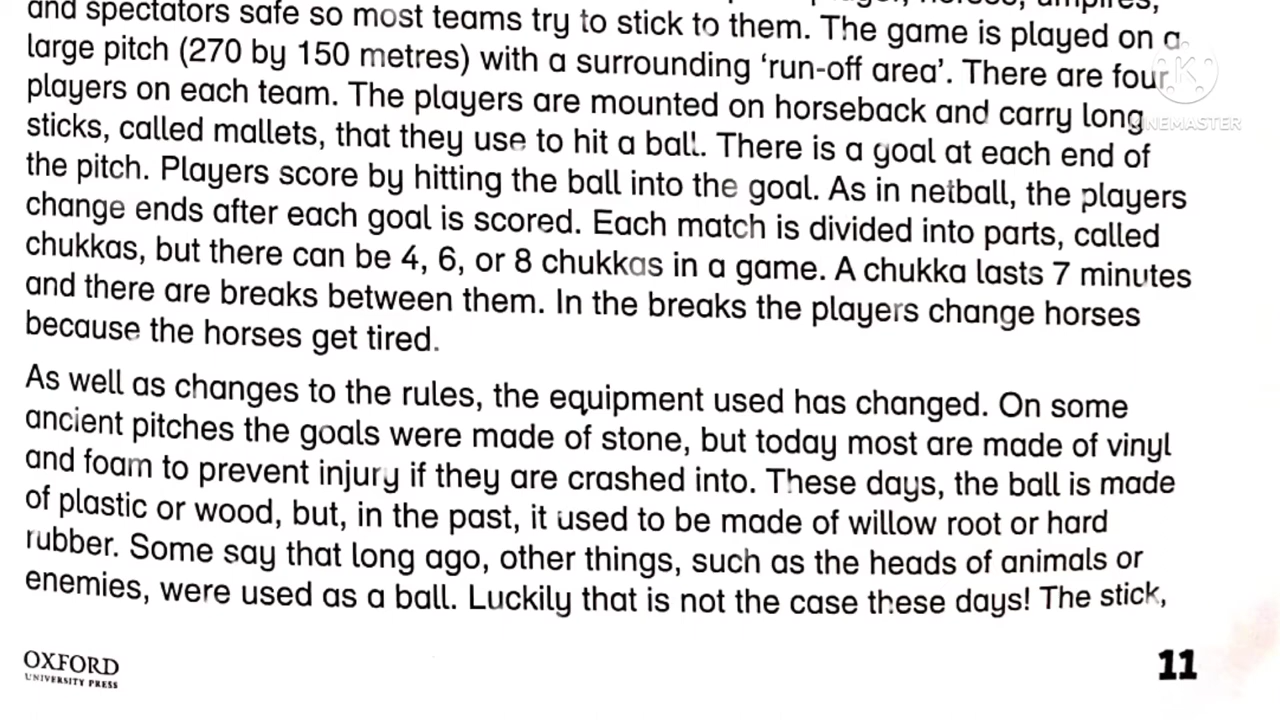 and spectators safe so most teams try to stick to them. The game is played on a
large pitch (270 by 150 metres) with a surrounding ‘run-off area’. There are four
players on each team. The players are mounted on horseback and carry long
sticks, called mallets, that they use to hit a ball. There is a goal at each end of
the pitch. Players score by hitting the ball into the goal. As in netball, the players
change ends after each goal is scored. Each match is divided into parts, called
chukkas, but there can be 4, 6, or 8 chukkas in a game. A chukka lasts 7 minutes
and there are breaks between them. In the breaks the players change horses
because the horses get tired.
As well as changes to the rules, the equipment used has changed. On some
ancient pitches the goals were made of stone, but today most are made of vinyl
and foam to prevent injury if they are crashed into. These days, the ball is made
of plastic or wood, but, in the past, it used to be made of willow root or hard
rubber. Some say that long ago, other things, such as the heads of animals or
enemies, were used as a ball. Luckily that is not the case these days! The stick,
OXFORD
UNIVERSITY PRESS
11
K
KINEMASTER